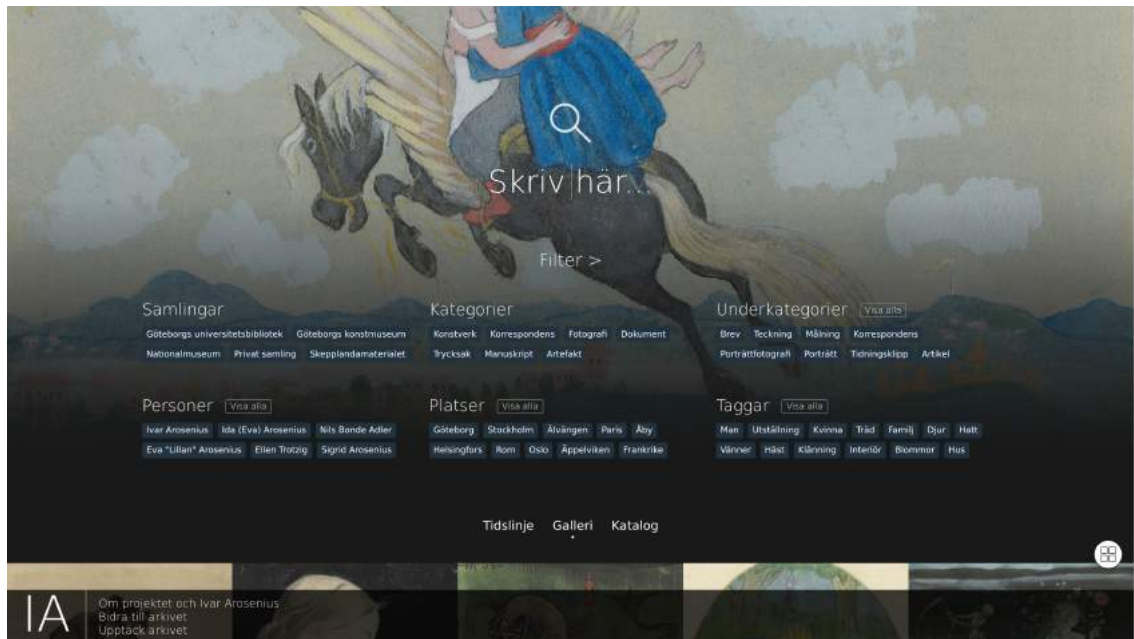 Skriv här...
Filter >
Samlingar
Göteborgs universitetsbibliotek Göteborgs konstmuseum
Nationalmuseum Privat samling Skepplandamaterialet
Kategorier
Konstverk Korrespondens Fotografi Dokument
Trycksak Manuskript Artefakt
Underkategorier Visa alla
Brev Teckning Målning Korrespondens
Porträttfotografi Porträtt Tidningsklipp Artikel
Personer Visa alla
Ivar Arosenius Ida (Eva) Arosenius Nils Bonde Adler
Eva "Lillan" Arosenius Ellen Trotzig Sigrid Arosenius
Platser Visa alla
Göteborg Stockholm Älvängen Paris Åby
Helsingfors Rom Oslo Äppelviken Frankrike
Taggar Visa alla
Man Utställning Kvinna Träd Familj Djur Hatt
Vänner Häst Klänning Interiör Blommor Hus
Tidslinje Galleri Katalog
IA
Om projektet och Ivar Arosenius
Bidra till arkivet
Upptäck arkivet